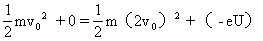 ½mv₀² + 0 = ½m（2v₀）² +（-eU）